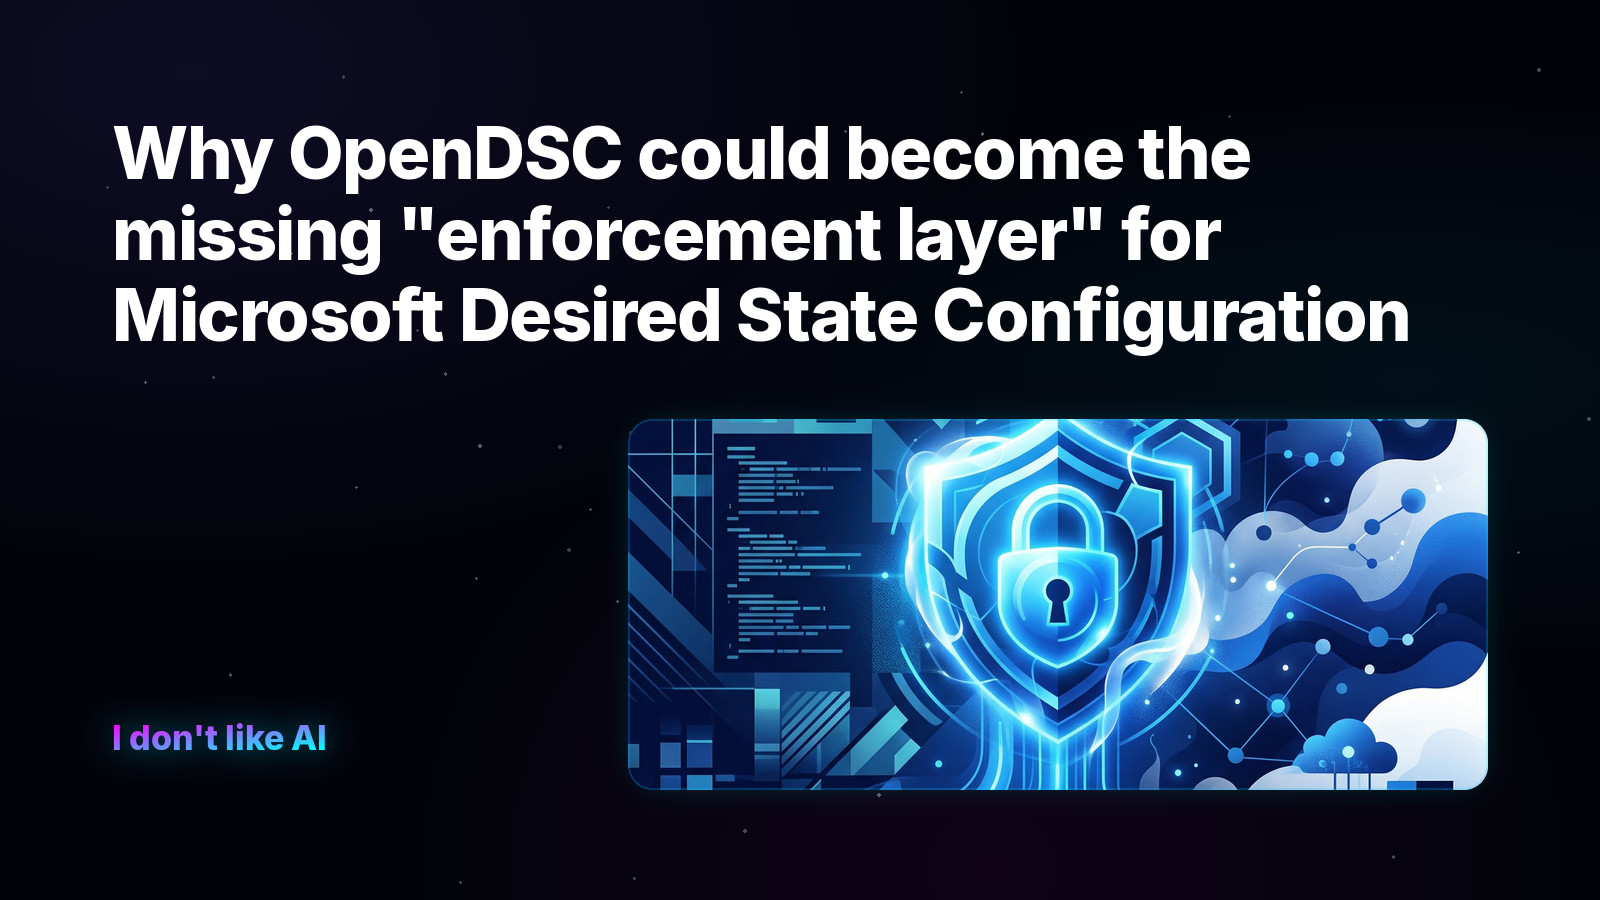 Why OpenDSC could become the
missing "enforcement layer" for
Microsoft Desired State Configuration
I don't like AI